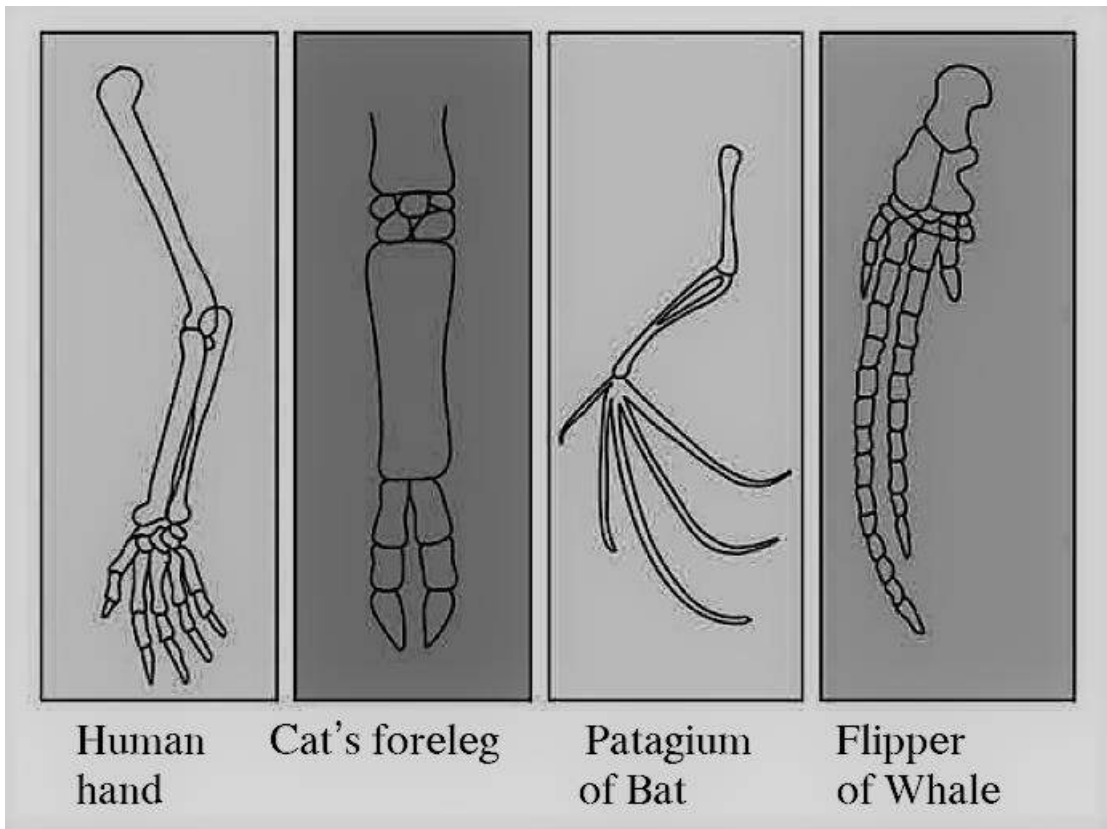 Human
hand
Cat's foreleg
Patagium
of Bat
Flipper
of Whale